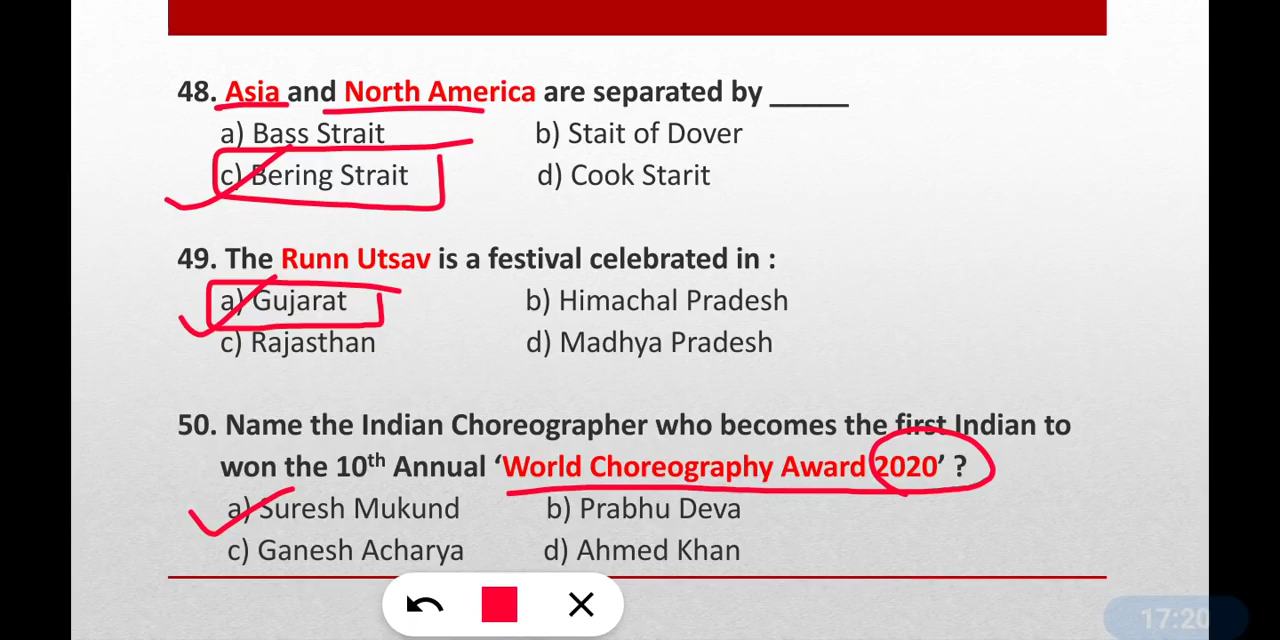 48. Asia and North America are separated by _____
a) Bass Strait b) Stait of Dover
c) Bering Strait d) Cook Starit
49. The Runn Utsav is a festival celebrated in :
a) Gujarat b) Himachal Pradesh
c) Rajasthan d) Madhya Pradesh
50. Name the Indian Choreographer who becomes the first Indian to
won the 10th Annual ‘World Choreography Award 2020’ ?
a) Suresh Mukund b) Prabhu Deva
c) Ganesh Acharya d) Ahmed Khan
17:20